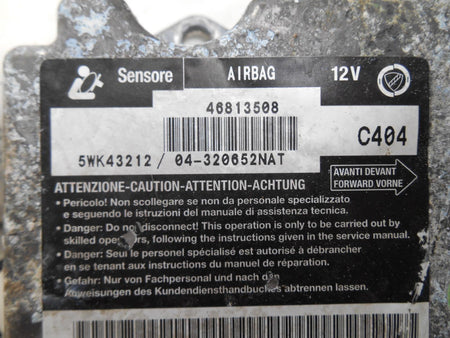 Sensore AIRBAG 12V
46813508
C404
5WK43212 / 04-320652NAT
AVANTI DEVANT
FORWARD VORNE
ATTENZIONE-CAUTION-ATTENTION-ACHTUNG
• Pericolo! Non scollegare se non da personale specializzato
e seguendo le istruzioni del manuale di assistenza tecnica.
• Danger: Do not disconnect! This operation is only to be carried out by
skilled operators, following the instructions given in the service manual.
• Danger: Seul le personnel spécialisé est autorisé à débrancher
en se tenant aux instructions du manuel de réparation.
• Gefahr: Nur von Fachpersonal und nach den
Anweisungen des Kundendiensthandbuches abtrennen lassen.